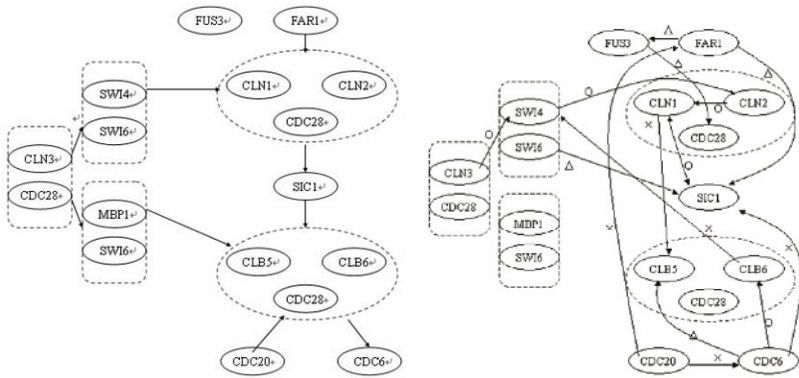 FUS3 FAR1
SWI4 CLN1 CLN2
SWI6 CDC28
CLN3
CDC28 SIC1
MBP1
SWI6 CLB5 CLB6
CDC28
CDC20 CDC6
FUS3 Δ FAR1
Δ Δ
SWI4 O CLN1 O CLN2
O × CDC28
SWI6 Δ O
CLN3
CDC28 SIC1
MBP1 × × ×
SWI6 CLB5 CLB6
CDC28
Δ O
CDC20 × CDC6